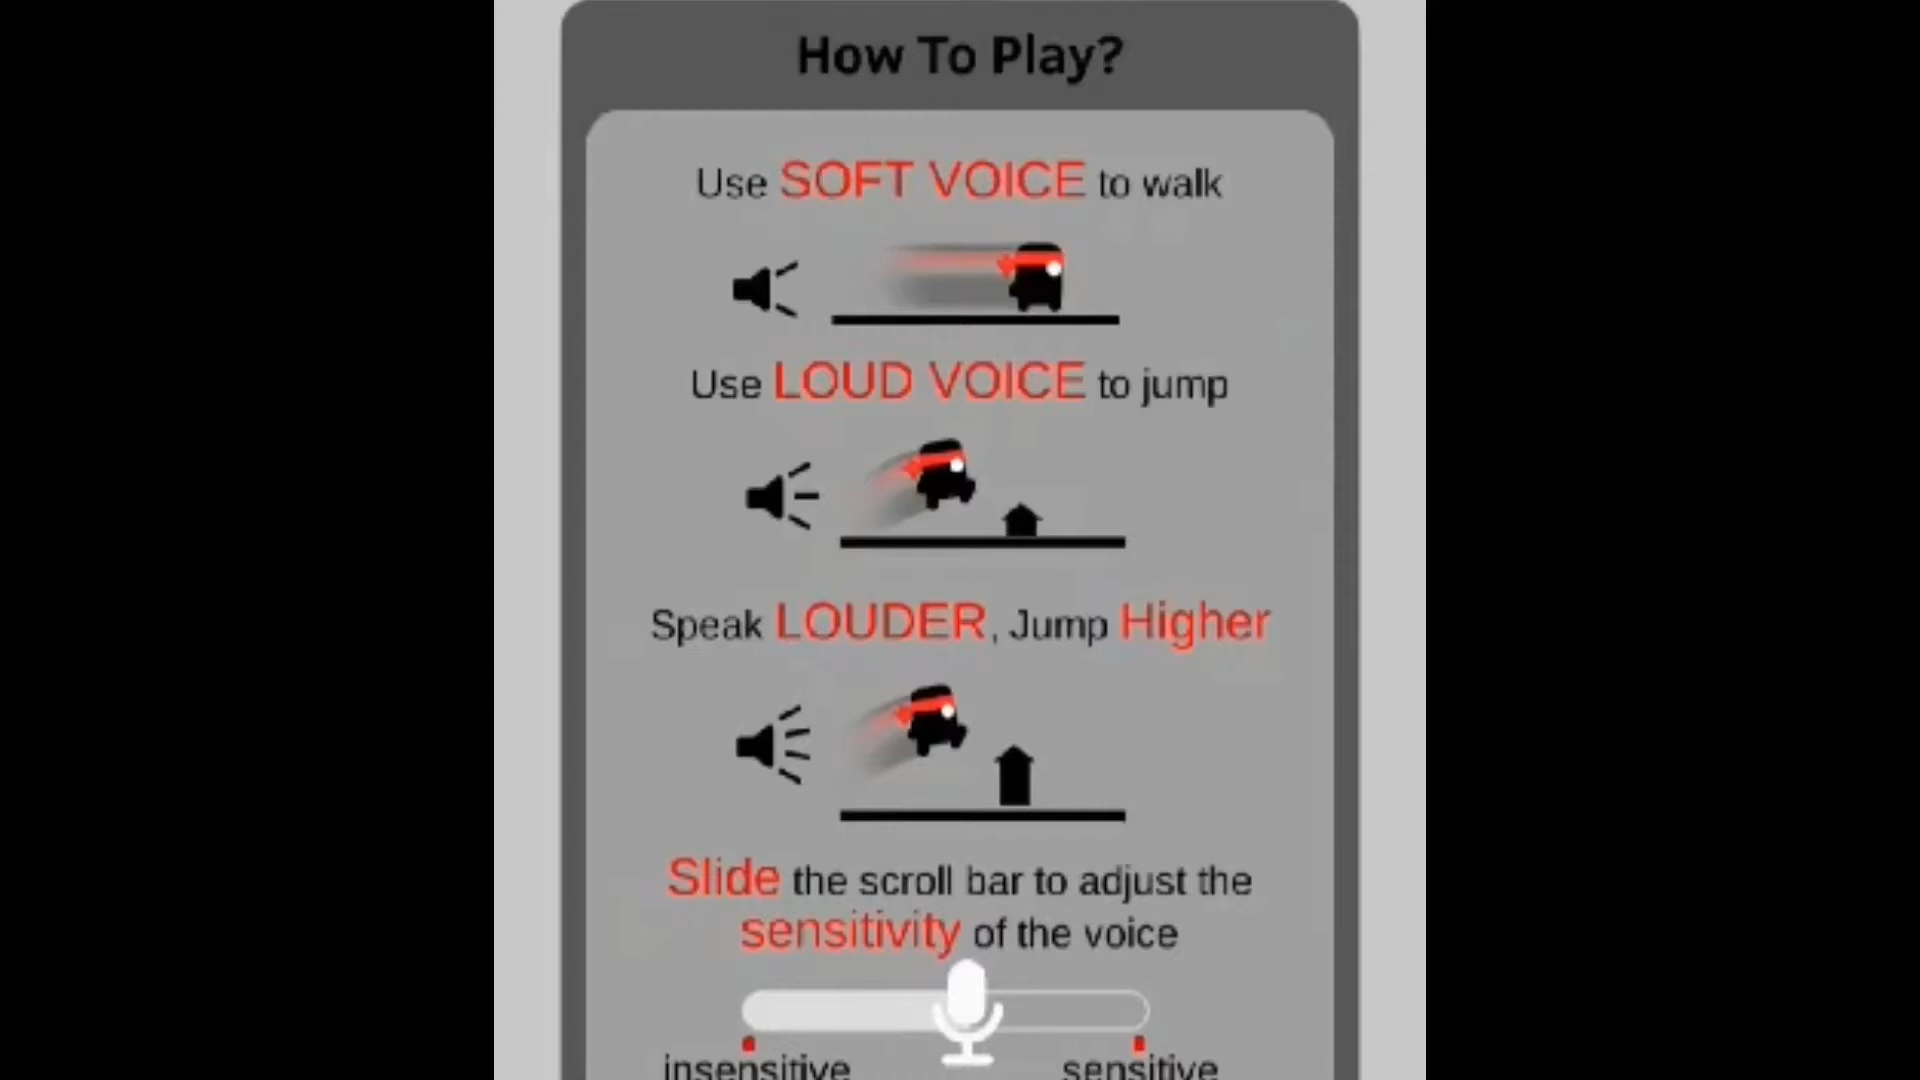 How To Play?
Use SOFT VOICE to walk
Use LOUD VOICE to jump
Speak LOUDER, Jump Higher
Slide the scroll bar to adjust the
sensitivity of the voice
insensitive sensitive